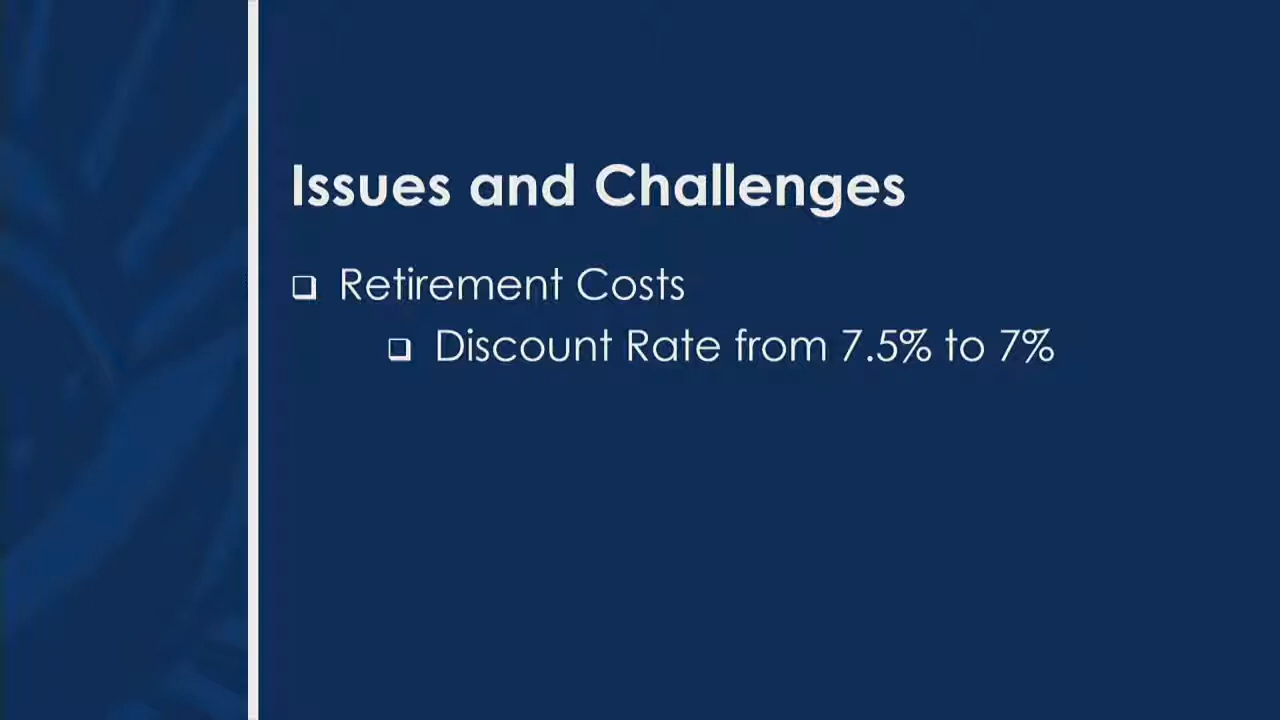 Issues and Challenges
Retirement Costs
Discount Rate from 7.5% to 7%